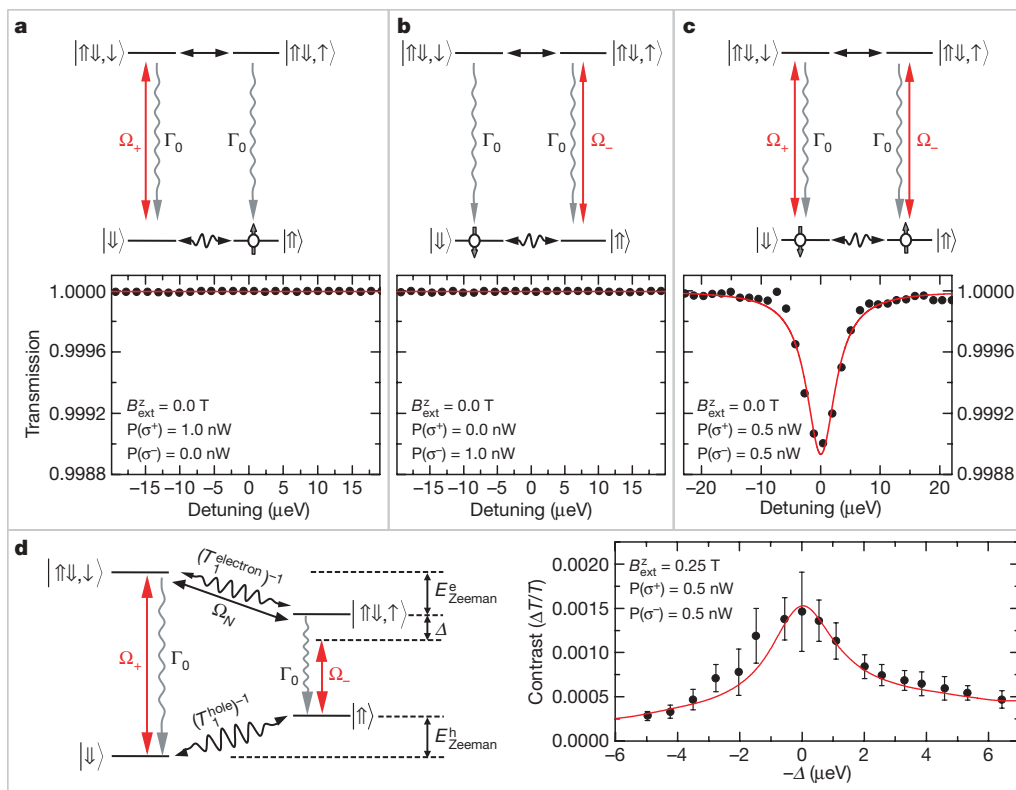 a
|⇑⇓,↓⟩ |⇑⇓,↑⟩
Ω+ Γ0 Γ0
|⇓⟩ |⇑⟩
Transmission
1.0000
0.9996
0.9992
0.9988
B^z_ext = 0.0 T
P(σ+) = 1.0 nW
P(σ−) = 0.0 nW
−15 −10 −5 0 5 10 15
Detuning (μeV)
b
|⇑⇓,↓⟩ |⇑⇓,↑⟩
Γ0 Γ0 Ω−
|⇓⟩ |⇑⟩
B^z_ext = 0.0 T
P(σ+) = 0.0 nW
P(σ−) = 1.0 nW
−15 −10 −5 0 5 10 15
Detuning (μeV)
c
|⇑⇓,↓⟩ |⇑⇓,↑⟩
Ω+ Γ0 Γ0 Ω−
|⇓⟩ |⇑⟩
1.0000
0.9996
0.9992
0.9988
B^z_ext = 0.0 T
P(σ+) = 0.5 nW
P(σ−) = 0.5 nW
−20 −10 0 10 20
Detuning (μeV)
d
|⇑⇓,↓⟩ (T_1^electron)^−1
Ω_N
E^e_Zeeman
|⇑⇓,↑⟩ Δ
Ω+ Γ0 Γ0 Ω−
(T_1^hole)^−1
|⇑⟩
|⇓⟩ E^h_Zeeman
Contrast (ΔT/T)
0.0020
0.0015
0.0010
0.0005
0.0000
B^z_ext = 0.25 T
P(σ+) = 0.5 nW
P(σ−) = 0.5 nW
−6 −4 −2 0 2 4 6
−Δ (μeV)